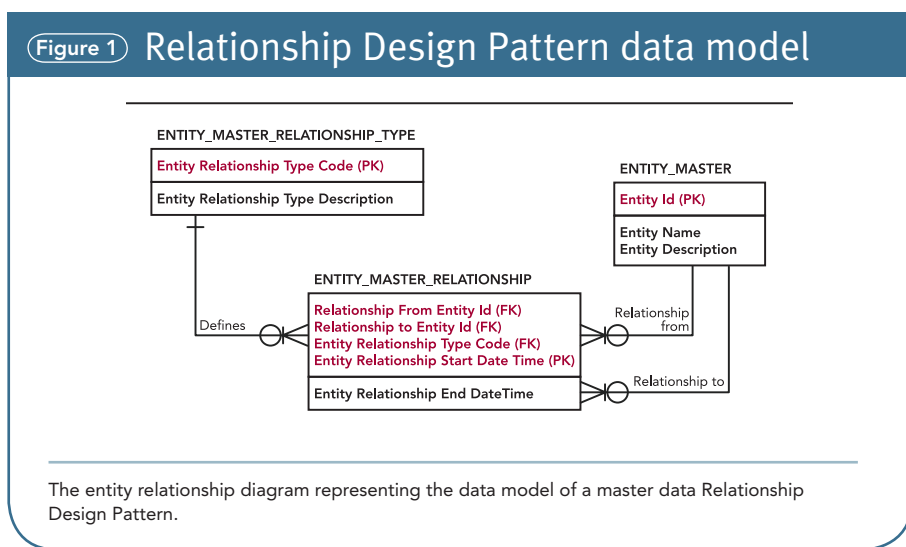 Figure 1 Relationship Design Pattern data model
ENTITY_MASTER_RELATIONSHIP_TYPE
Entity Relationship Type Code (PK)
Entity Relationship Type Description
ENTITY_MASTER
Entity Id (PK)
Entity Name
Entity Description
ENTITY_MASTER_RELATIONSHIP
Relationship From Entity Id (FK)
Relationship to Entity Id (FK)
Entity Relationship Type Code (FK)
Entity Relationship Start Date Time (PK)
Entity Relationship End DateTime
Defines
Relationship
from
Relationship to
The entity relationship diagram representing the data model of a master data Relationship
Design Pattern.